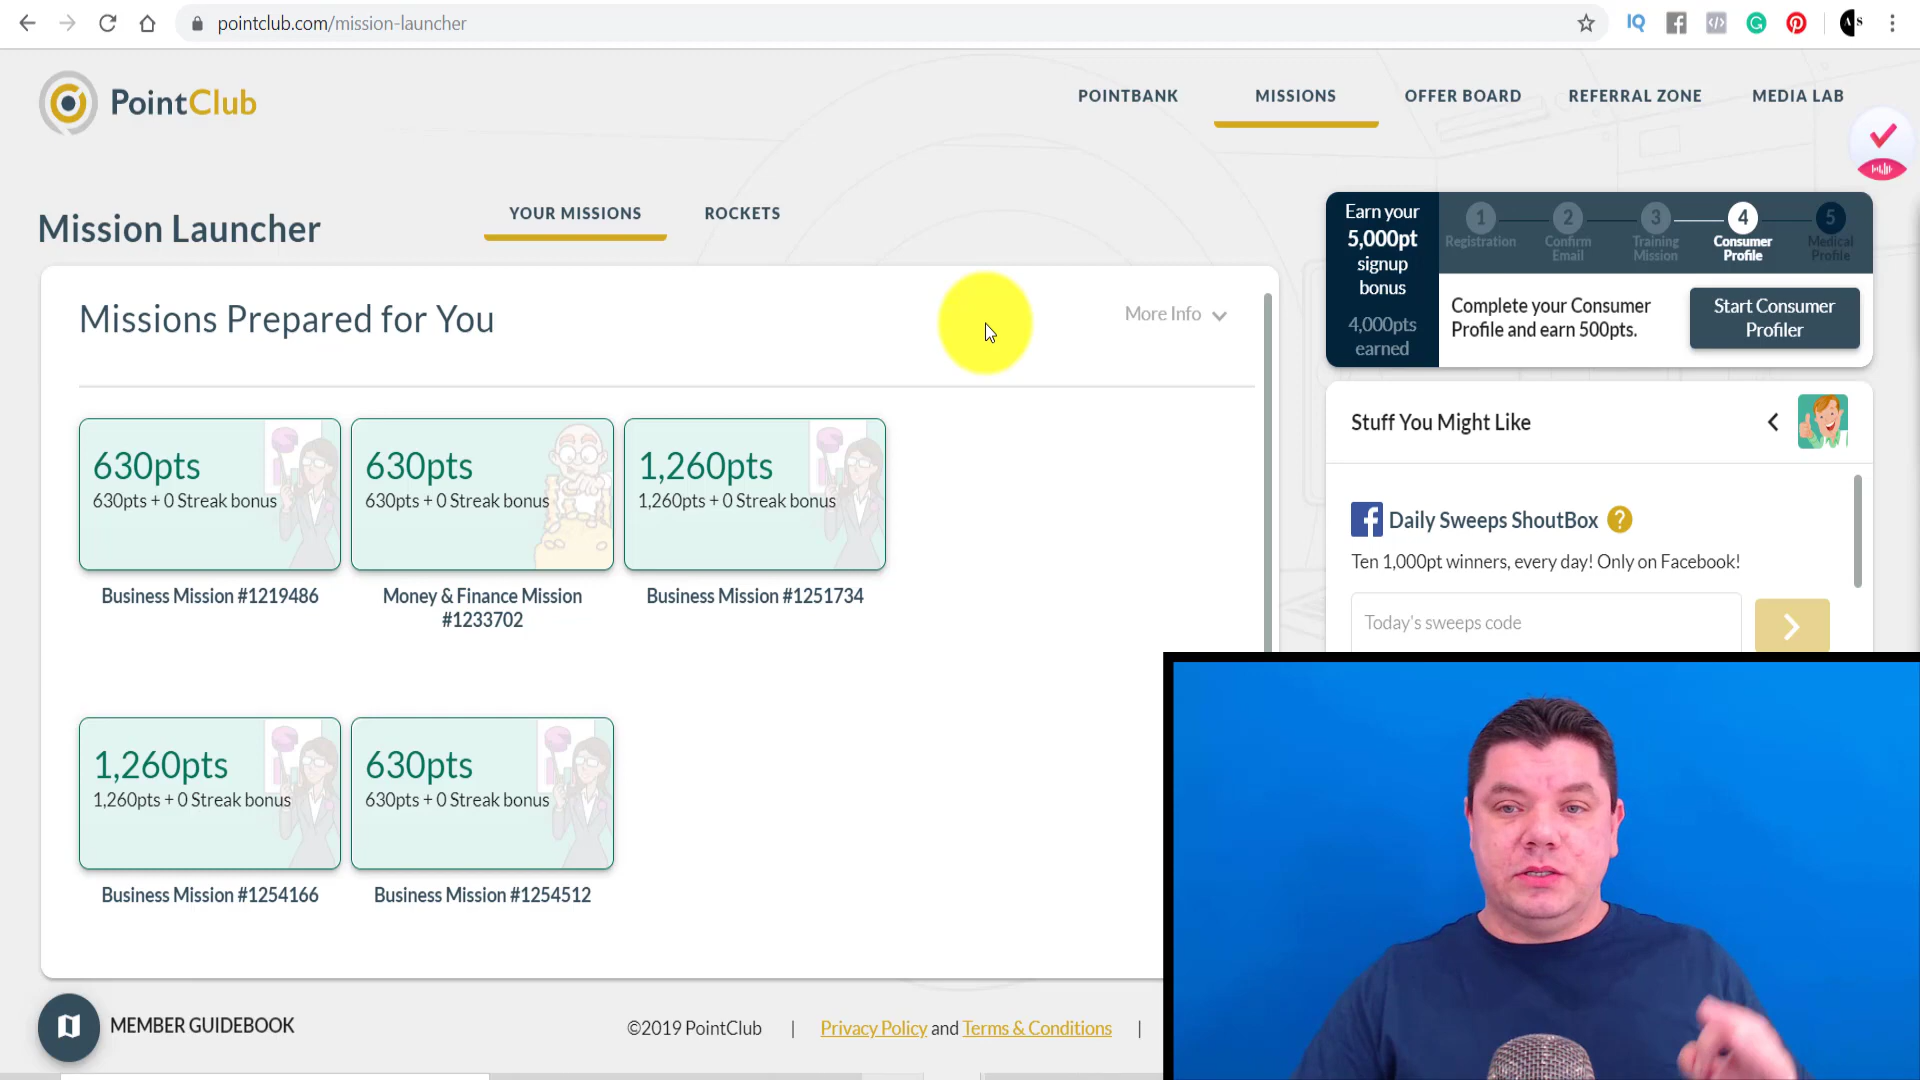 pointclub.com/mission-launcher
IQ
PointClub
POINTBANK
MISSIONS
OFFER BOARD
REFERRAL ZONE
MEDIA LAB
Mission Launcher
YOUR MISSIONS
ROCKETS
Earn your
5,000pt
signup
bonus
4,000pts
earned
1
Registration
2
Confirm
Email
3
Training
Mission
4
Consumer
Profile
5
Medical
Profile
Complete your Consumer
Profile and earn 500pts.
Start Consumer
Profiler
Missions Prepared for You
More Info
630pts
630pts + 0 Streak bonus
Business Mission #1219486
630pts
630pts + 0 Streak bonus
Money & Finance Mission
#1233702
1,260pts
1,260pts + 0 Streak bonus
Business Mission #1251734
1,260pts
1,260pts + 0 Streak bonus
Business Mission #1254166
630pts
630pts + 0 Streak bonus
Business Mission #1254512
Stuff You Might Like
Daily Sweeps ShoutBox ?
Ten 1,000pt winners, every day! Only on Facebook!
Today's sweeps code
MEMBER GUIDEBOOK
©2019 PointClub | Privacy Policy and Terms & Conditions |